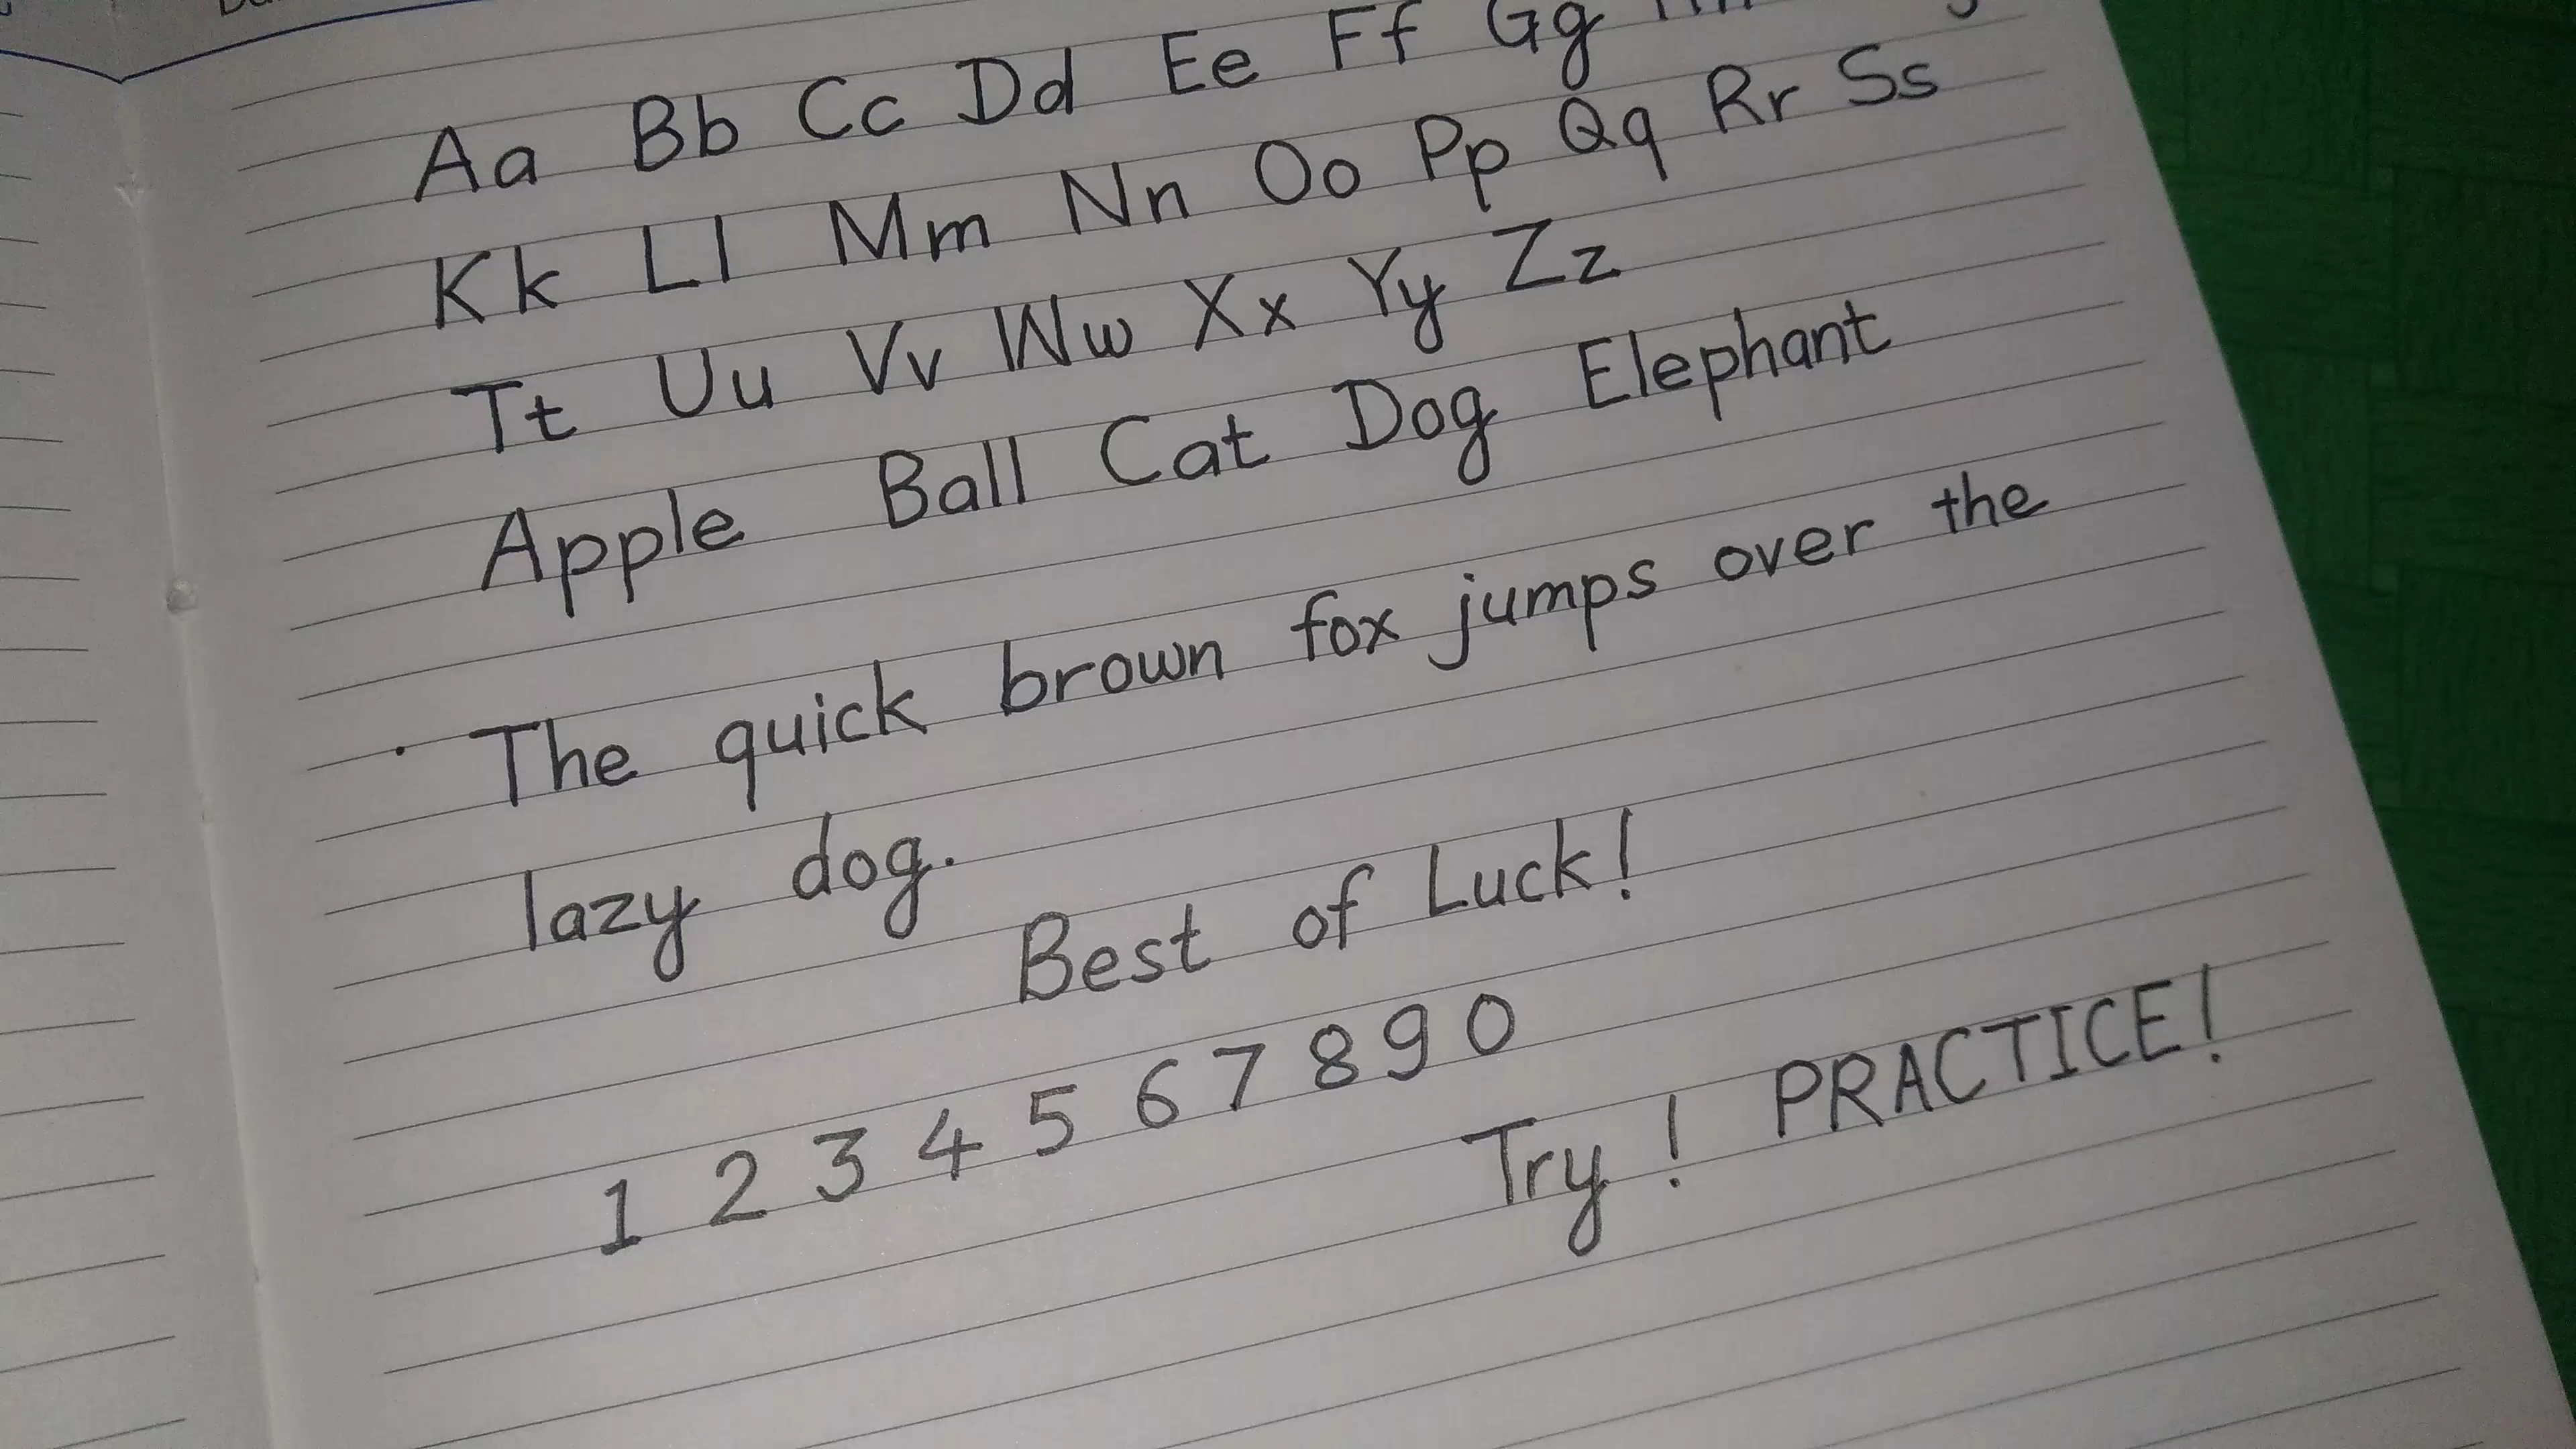 Aa Bb Cc Dd Ee Ff Gg
Kk Ll Mm Nn Oo Pp Qq Rr Ss
Tt Uu Vv Ww Xx Yy Zz
Apple Ball Cat Dog Elephant
The quick brown fox jumps over the
lazy dog.
Best of Luck!
1 2 3 4 5 6 7 8 9 0
Try! PRACTICE!